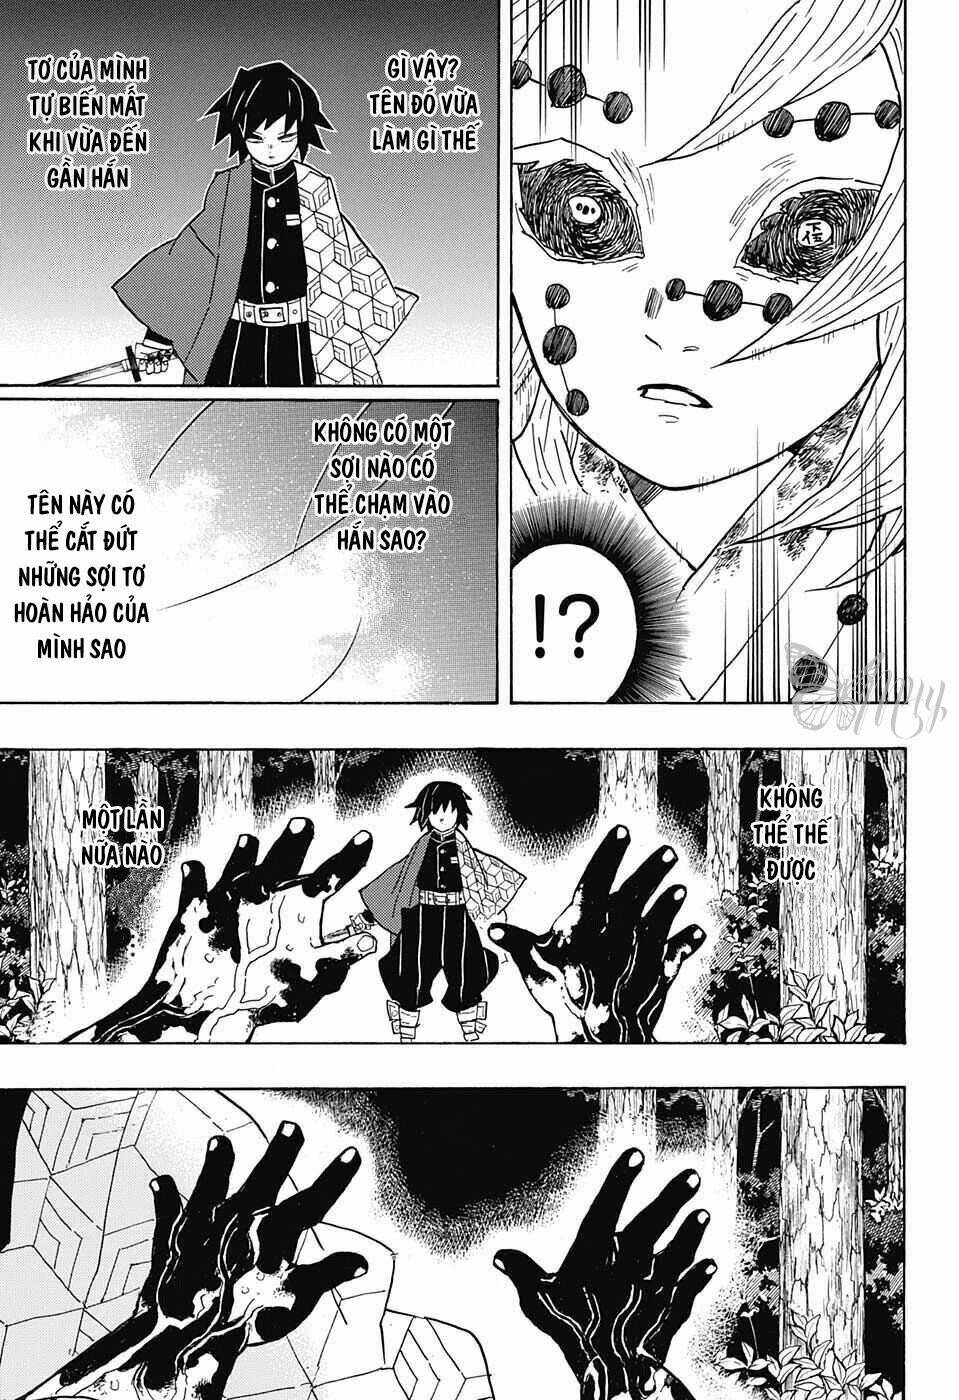 !?
GÌ VẬY?
TÊN ĐÓ VỪA
LÀM GÌ THẾ
TƠ CỦA MÌNH
TỰ BIẾN MẤT
KHI VỪA ĐẾN
GẦN HẮN
KHÔNG CÓ MỘT
SỢI NÀO CÓ
THỂ CHẠM VÀO
HẮN SAO?
TÊN NÀY CÓ
THỂ CẮT ĐỨT
NHỮNG SỢI TƠ
HOÀN HẢO CỦA
MÌNH SAO
KHÔNG
THỂ THẾ
ĐƯỢC
MỘT LẦN
NỮA NÀO